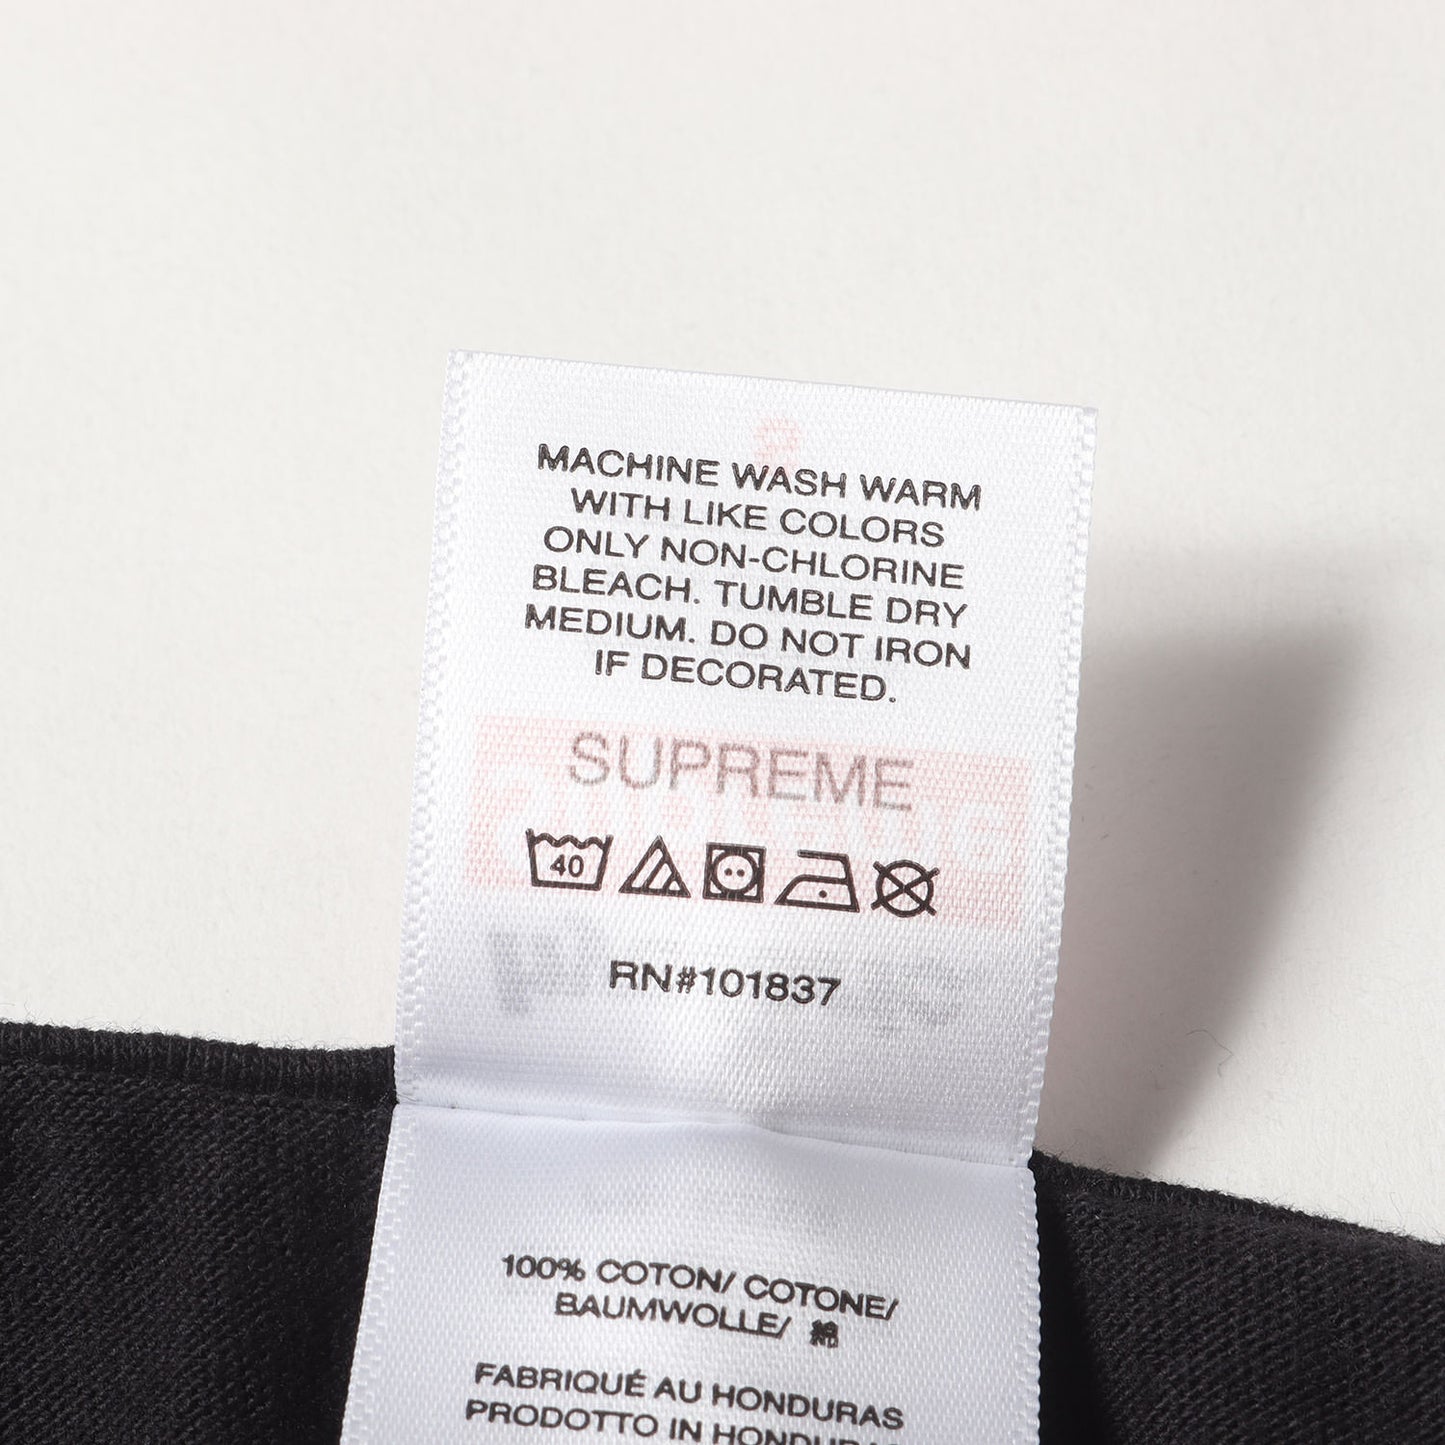 MACHINE WASH WARM
WITH LIKE COLORS
ONLY NON-CHLORINE
BLEACH. TUMBLE DRY
MEDIUM. DO NOT IRON
IF DECORATED.
SUPREME
40
RN#101837
100% COTON/ COTONE/
BAUMWOLLE/
FABRIQUÉ AU HONDURAS
PRODOTTO IN HONDURAS